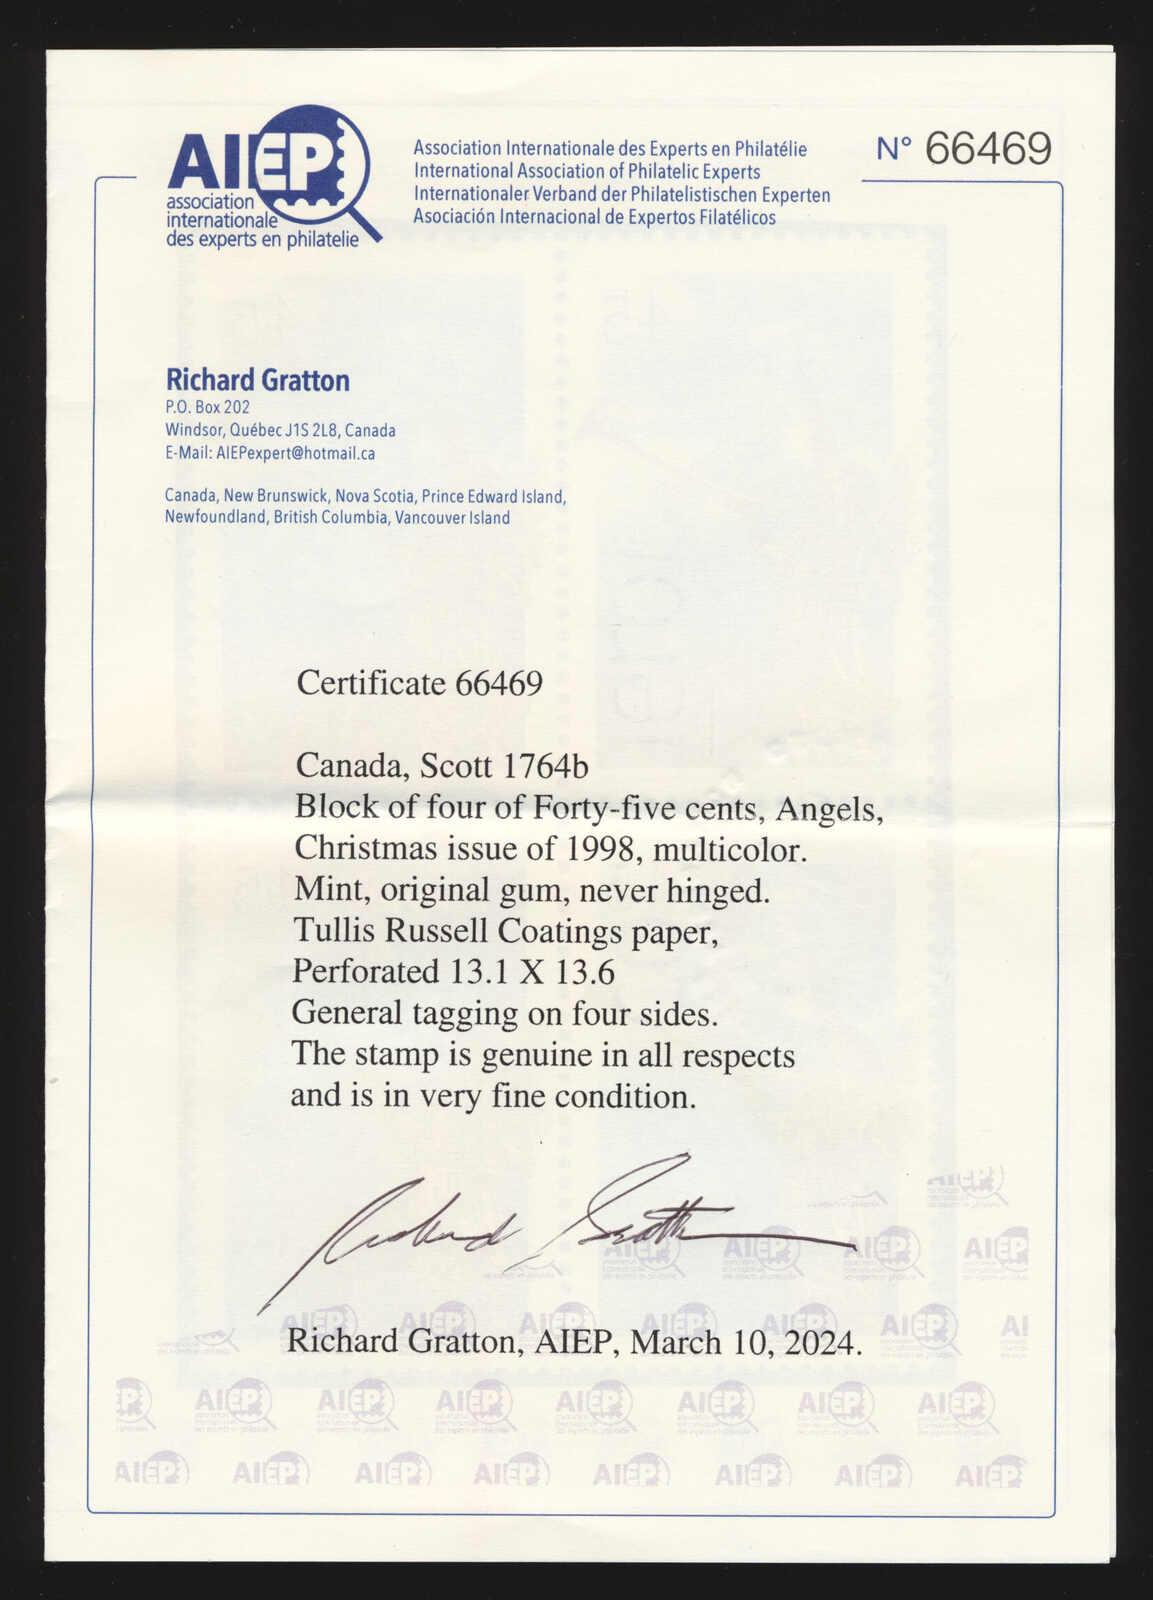 AIEP
association
internationale
des experts en philatelie
Association Internationale des Experts en Philatélie
International Association of Philatelic Experts
Internationaler Verband der Philatelistischen Experten
Asociación Internacional de Expertos Filatélicos
N° 66469
Richard Gratton
P.O. Box 202
Windsor, Québec J1S 2L8, Canada
E-Mail: AIEPexpert@hotmail.ca
Canada, New Brunswick, Nova Scotia, Prince Edward Island,
Newfoundland, British Columbia, Vancouver Island
Certificate 66469
Canada, Scott 1764b
Block of four of Forty-five cents, Angels,
Christmas issue of 1998, multicolor.
Mint, original gum, never hinged.
Tullis Russell Coatings paper,
Perforated 13.1 X 13.6
General tagging on four sides.
The stamp is genuine in all respects
and is in very fine condition.
Richard Gratton
Richard Gratton, AIEP, March 10, 2024.